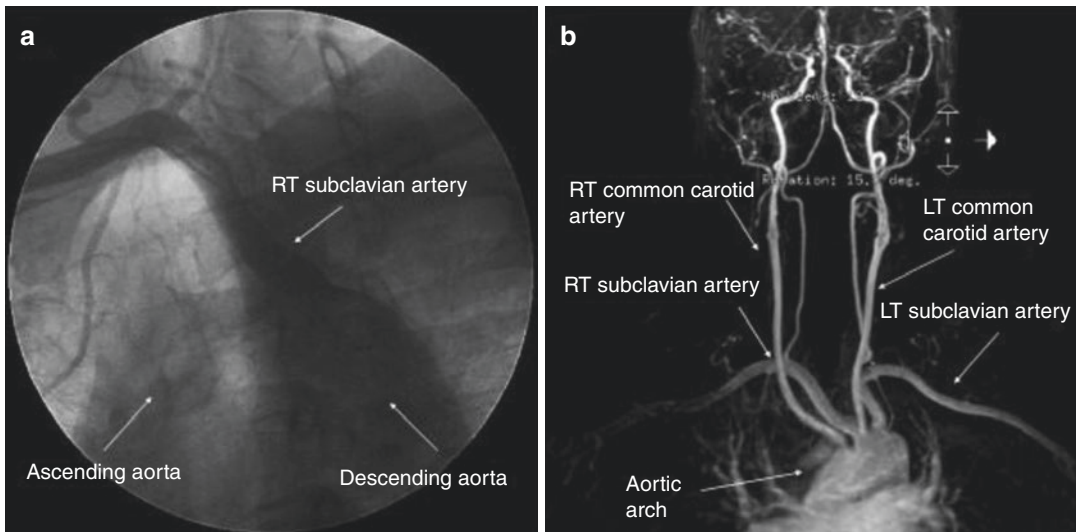 a
RT subclavian artery
Ascending aorta
Descending aorta
b
RT common carotid
artery
LT common
carotid artery
RT subclavian artery
LT subclavian artery
Aortic
arch